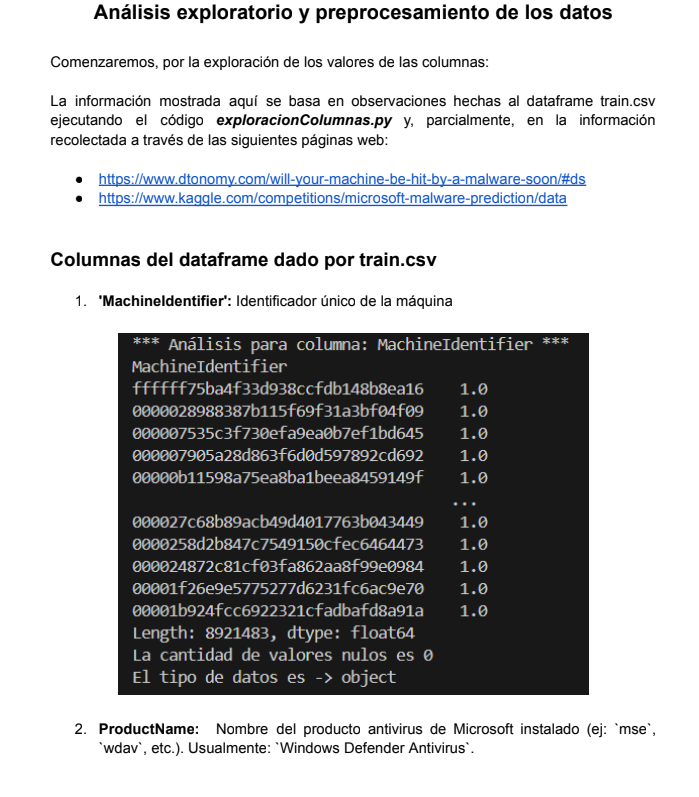 Análisis exploratorio y preprocesamiento de los datos
Comenzaremos, por la exploración de los valores de las columnas:
La información mostrada aquí se basa en observaciones hechas al dataframe train.csv
ejecutando el código exploracionColumnas.py y, parcialmente, en la información
recolectada a través de las siguientes páginas web:
● https://www.dtonomy.com/will-your-machine-be-hit-by-a-malware-soon/#ds
● https://www.kaggle.com/competitions/microsoft-malware-prediction/data
Columnas del dataframe dado por train.csv
1. 'MachineIdentifier': Identificador único de la máquina
*** Análisis para columna: MachineIdentifier ***
MachineIdentifier
ffffff75ba4f33d938ccfdb148b8ea16 1.0
0000028988387b115f69f31a3bf04f09 1.0
000007535c3f730efa9ea0b7ef1bd645 1.0
000007905a28d863f6d0d597892cd692 1.0
00000b11598a75ea8ba1beea8459149f 1.0
...
000027c68b89acb49d4017763b043449 1.0
0000258d2b847c7549150cfec6464473 1.0
000024872c81cf03fa862aa8f99e0984 1.0
00001f26e9e5775277d6231fc6ac9e70 1.0
00001b924fcc6922321cfadbafd8a91a 1.0
Length: 8921483, dtype: float64
La cantidad de valores nulos es 0
El tipo de datos es -> object
2. ProductName: Nombre del producto antivirus de Microsoft instalado (ej: `mse`,
`wdav`, etc.). Usualmente: `Windows Defender Antivirus`.